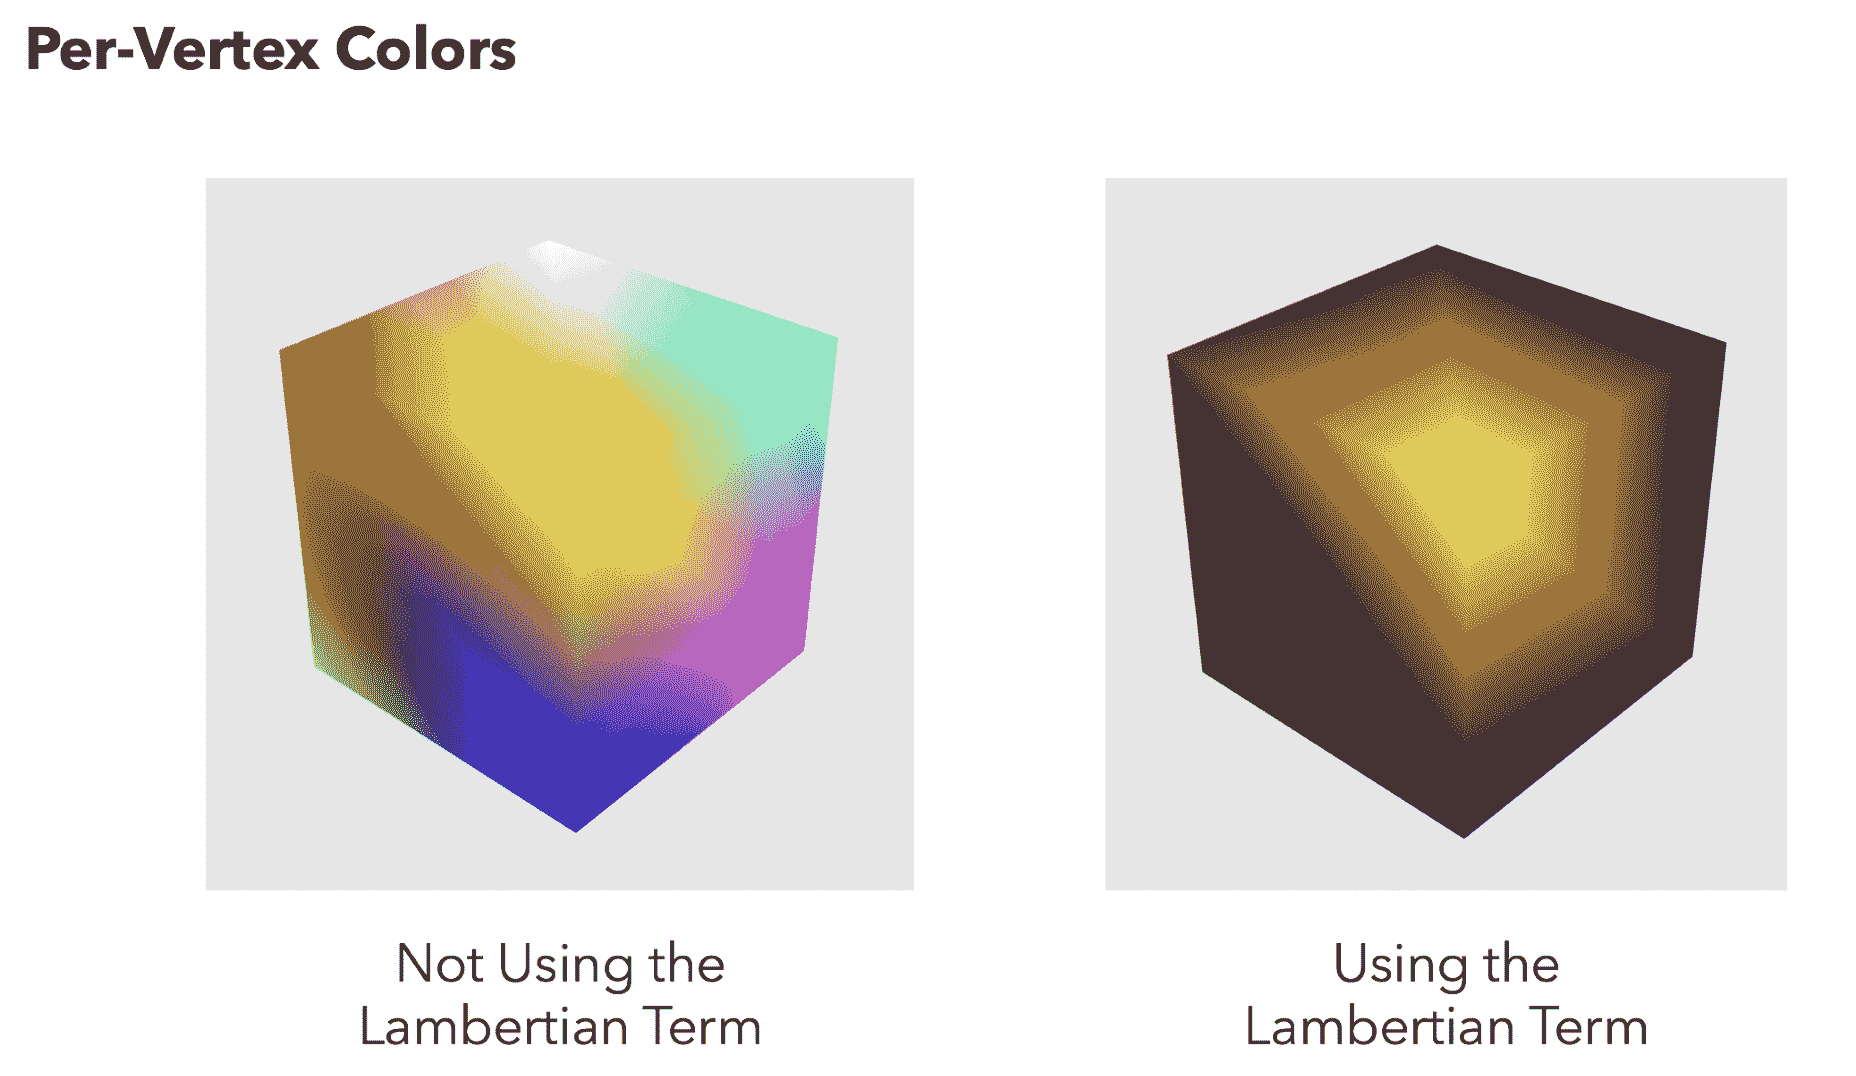 Per-Vertex Colors
Not Using the
Lambertian Term
Using the
Lambertian Term